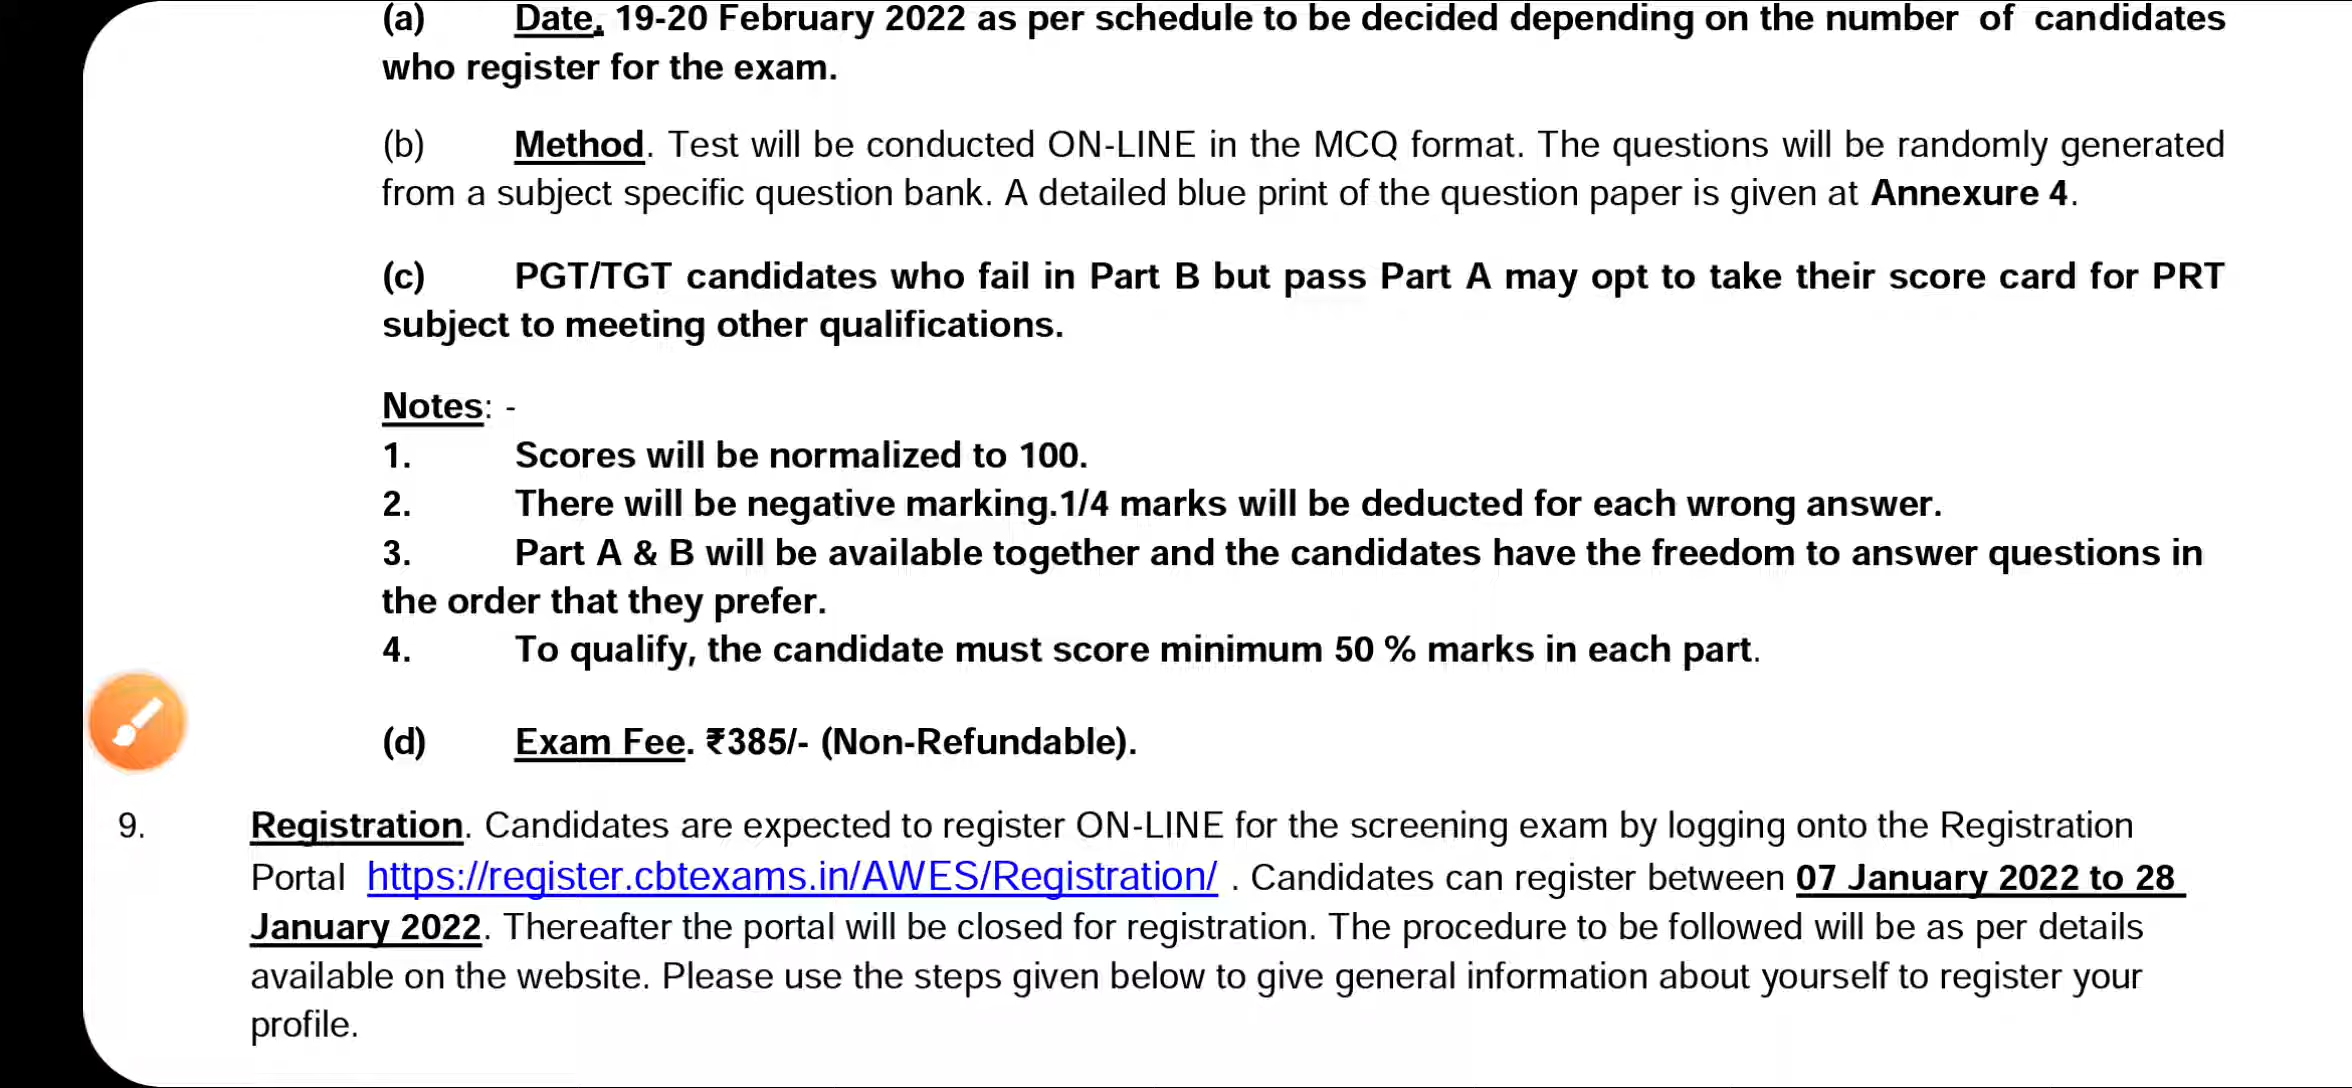 (a) Date. 19-20 February 2022 as per schedule to be decided depending on the number of candidates
who register for the exam.
(b) Method. Test will be conducted ON-LINE in the MCQ format. The questions will be randomly generated
from a subject specific question bank. A detailed blue print of the question paper is given at Annexure 4.
(c) PGT/TGT candidates who fail in Part B but pass Part A may opt to take their score card for PRT
subject to meeting other qualifications.
Notes: -
1. Scores will be normalized to 100.
2. There will be negative marking.1/4 marks will be deducted for each wrong answer.
3. Part A & B will be available together and the candidates have the freedom to answer questions in
the order that they prefer.
4. To qualify, the candidate must score minimum 50 % marks in each part.
(d) Exam Fee. ₹385/- (Non-Refundable).
9. Registration. Candidates are expected to register ON-LINE for the screening exam by logging onto the Registration
Portal https://register.cbtexams.in/AWES/Registration/ . Candidates can register between 07 January 2022 to 28
January 2022. Thereafter the portal will be closed for registration. The procedure to be followed will be as per details
available on the website. Please use the steps given below to give general information about yourself to register your
profile.